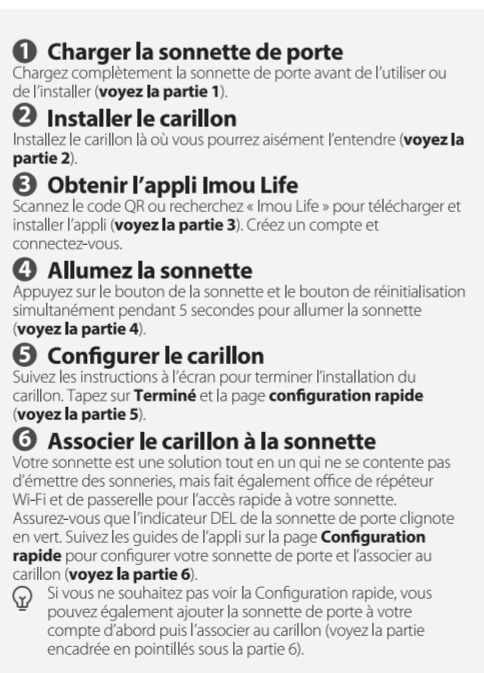 ❶ Charger la sonnette de porte
Chargez complètement la sonnette de porte avant de l'utiliser ou
de l'installer (voyez la partie 1).
❷ Installer le carillon
Installez le carillon là où vous pourrez aisément l'entendre (voyez la
partie 2).
❸ Obtenir l'appli Imou Life
Scannez le code QR ou recherchez « Imou Life » pour télécharger et
installer l'appli (voyez la partie 3). Créez un compte et
connectez-vous.
❹ Allumez la sonnette
Appuyez sur le bouton de la sonnette et le bouton de réinitialisation
simultanément pendant 5 secondes pour allumer la sonnette
(voyez la partie 4).
❺ Configurer le carillon
Suivez les instructions à l'écran pour terminer l'installation du
carillon. Tapez sur Terminé et la page configuration rapide
(voyez la partie 5).
❻ Associer le carillon à la sonnette
Votre sonnette est une solution tout en un qui ne se contente pas
d'émettre des sonneries, mais fait également office de répéteur
Wi-Fi et de passerelle pour l'accès rapide à votre sonnette.
Assurez-vous que l'indicateur DEL de la sonnette de porte clignote
en vert. Suivez les guides de l'appli sur la page Configuration
rapide pour configurer votre sonnette de porte et l'associer au
carillon (voyez la partie 6).
Si vous ne souhaitez pas voir la Configuration rapide, vous
pouvez également ajouter la sonnette de porte à votre
compte d'abord puis l'associer au carillon (voyez la partie
encadrée en pointillés sous la partie 6).